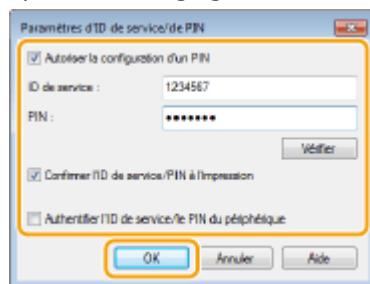 Paramètres d'ID de service/de PIN
Autoriser la configuration d'un PIN
ID de service : 1234567
PIN : •••••••
Vérifier
Confirmer l'ID de service/PIN à l'impression
Authentifier l'ID de service/le PIN du périphérique
OK Annuler Aide